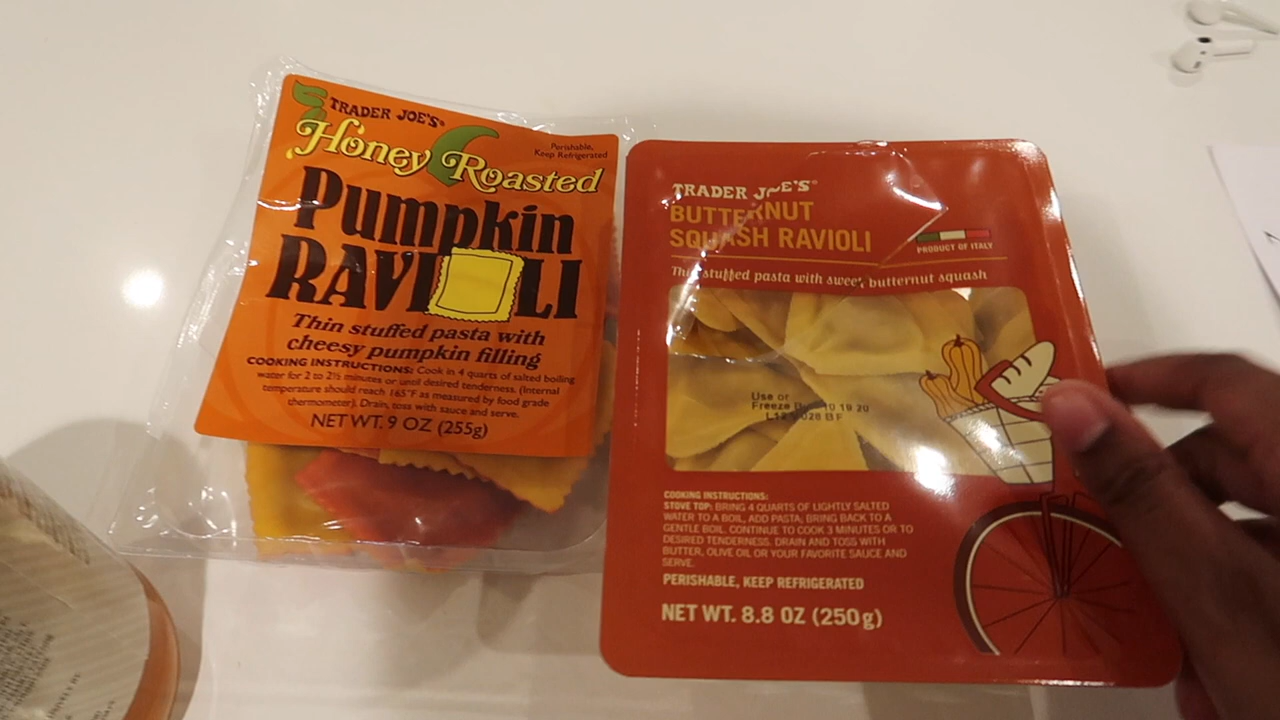 TRADER JOE'S®
Honey Roasted
Perishable,
Keep Refrigerated
Pumpkin
RAVIOLI
Thin stuffed pasta with
cheesy pumpkin filling
COOKING INSTRUCTIONS: Cook in 4 quarts of salted boiling
water for 2 to 2½ minutes or until desired tenderness. (Internal
temperature should reach 165°F as measured by food grade
thermometer). Drain, toss with sauce and serve.
NET WT. 9 OZ (255g)
TRADER JOE'S®
BUTTERNUT
SQUASH RAVIOLI
PRODUCT OF ITALY
Thin stuffed pasta with sweet butternut squash
Use or
Freeze By 10 19 20
COOKING INSTRUCTIONS:
STOVE TOP: BRING 4 QUARTS OF LIGHTLY SALTED
WATER TO A BOIL, ADD PASTA; BRING BACK TO A
GENTLE BOIL. CONTINUE TO COOK 3 MINUTES OR TO
DESIRED TENDERNESS. DRAIN AND TOSS WITH
BUTTER, OLIVE OIL OR YOUR FAVORITE SAUCE AND
SERVE.
PERISHABLE, KEEP REFRIGERATED
NET WT. 8.8 OZ (250g)